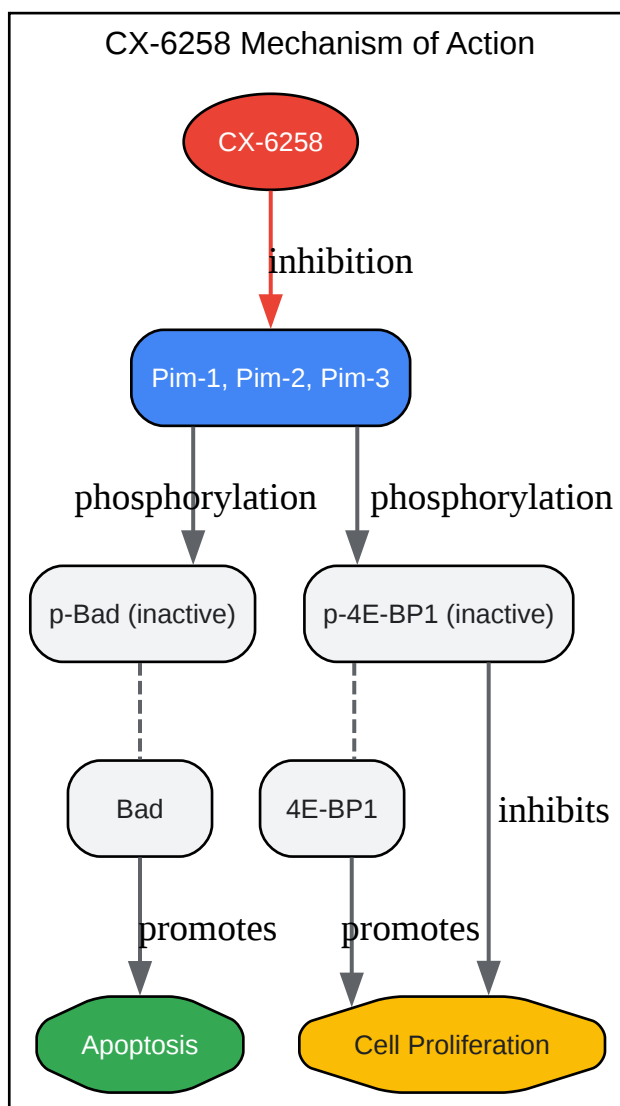 CX-6258 Mechanism of Action
CX-6258
inhibition
Pim-1, Pim-2, Pim-3
phosphorylation
phosphorylation
p-Bad (inactive)
p-4E-BP1 (inactive)
Bad
4E-BP1
inhibits
promotes
promotes
Apoptosis
Cell Proliferation